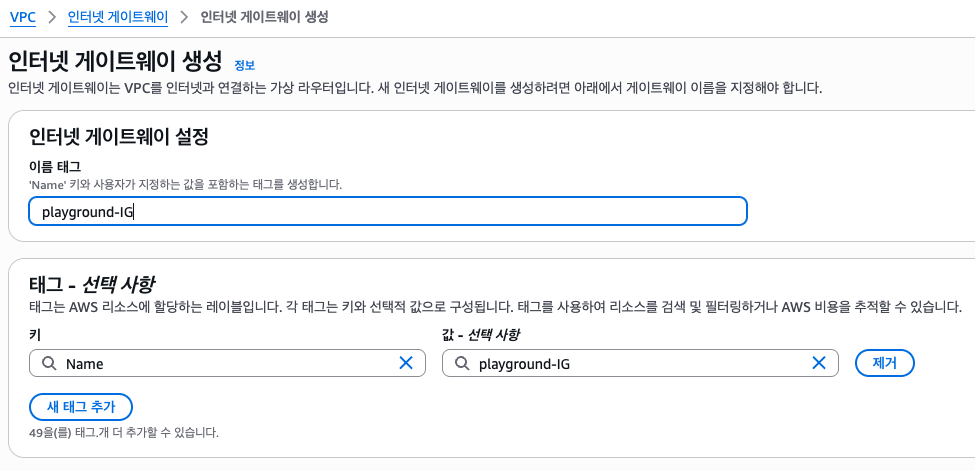 VPC > 인터넷 게이트웨이 > 인터넷 게이트웨이 생성
인터넷 게이트웨이 생성 정보
인터넷 게이트웨이는 VPC를 인터넷과 연결하는 가상 라우터입니다. 새 인터넷 게이트웨이를 생성하려면 아래에서 게이트웨이 이름을 지정해야 합니다.
인터넷 게이트웨이 설정
이름 태그
'Name' 키와 사용자가 지정하는 값을 포함하는 태그를 생성합니다.
playground-IG
태그 - 선택 사항
태그는 AWS 리소스에 할당하는 레이블입니다. 각 태그는 키와 선택적 값으로 구성됩니다. 태그를 사용하여 리소스를 검색 및 필터링하거나 AWS 비용을 추적할 수 있습니다.
키 값 - 선택 사항
Name playground-IG 제거
새 태그 추가
49을(를) 태그.개 더 추가할 수 있습니다.